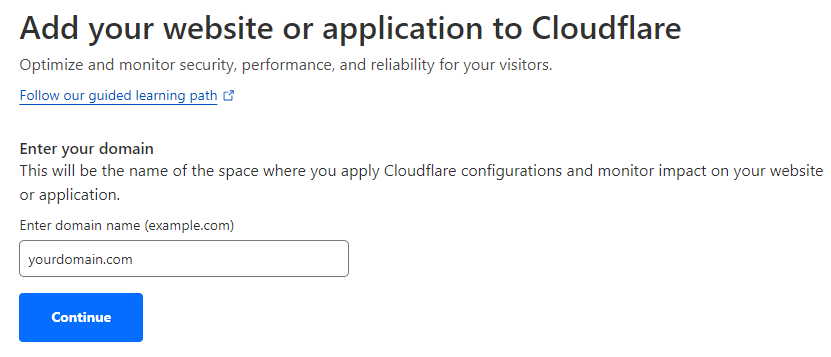 Add your website or application to Cloudflare
Optimize and monitor security, performance, and reliability for your visitors.
Follow our guided learning path
Enter your domain
This will be the name of the space where you apply Cloudflare configurations and monitor impact on your website
or application.
Enter domain name (example.com)
yourdomain.com
Continue